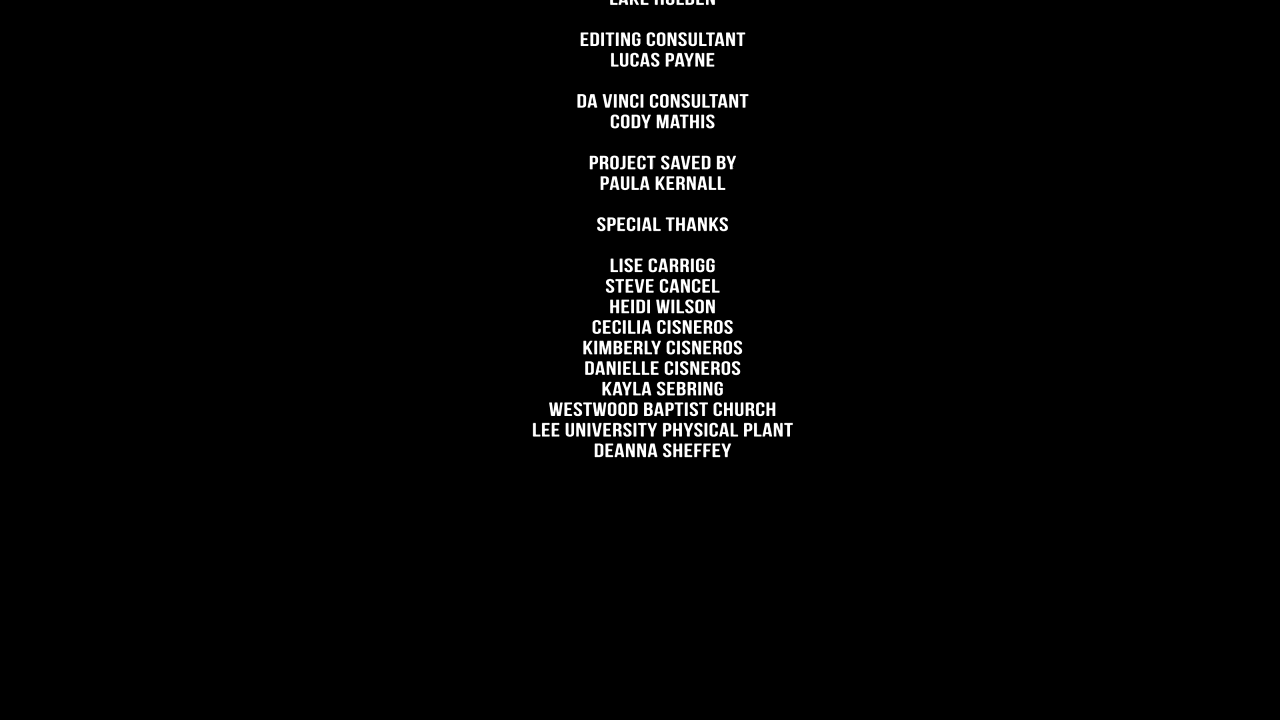 EDITING CONSULTANT
LUCAS PAYNE
DA VINCI CONSULTANT
CODY MATHIS
PROJECT SAVED BY
PAULA KERNALL
SPECIAL THANKS
LISE CARRIGG
STEVE CANCEL
HEIDI WILSON
CECILIA CISNEROS
KIMBERLY CISNEROS
DANIELLE CISNEROS
KAYLA SEBRING
WESTWOOD BAPTIST CHURCH
LEE UNIVERSITY PHYSICAL PLANT
DEANNA SHEFFEY